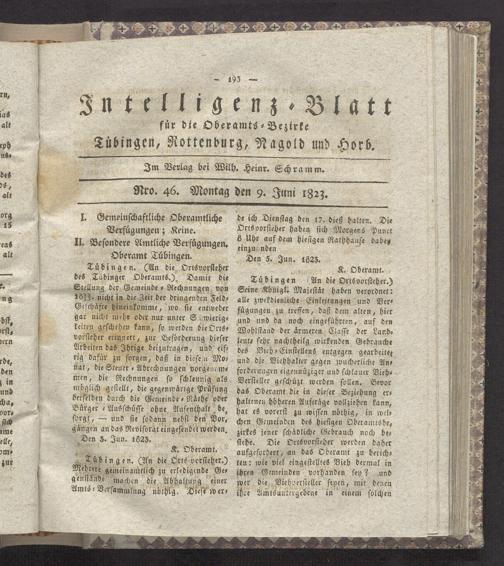 – 193 —
Intelligenz-Blatt
für die Oberamts-Bezirke
Tübingen, Rottenburg, Nagold und Horb.
Im Verlag bei Wilh. Heinr. Schramm.
Nro. 46. Montag den 9. Juni 1823.
I. Gemeinschaftliche Oberamtliche
Verfügungen; Keine.
II. Besondere Amtliche Verfügungen.
Oberamt Tübingen.
Tübingen. (An die Ortsvorsteher
des Tübinger Oberamts.) Damit die
Stellung der Gemeinde-Rechnungen von
nicht in die Zeit der dringenden Feld-
Geschäfte hineinkomme, wo sie entweder
gar nicht mehr oder nur unter Schwierig-
keiten geschehen kann, so werden die Orts-
vorsteher erinnert, zur Beförderung dieser
Arbeiten das Ihrige beizutragen, und eif-
rig dafür zu sorgen, daß in diesem Mo-
nat, die Steuer-Abrechnungen vorgenom-
men, die Rechnungen so schleunig als
möglich gestellt, die gegenwärtige Prüfung
derselben durch die Gemeinde-Räthe oder
Bürger-Ausschüsse ohne Aufenthalt be-
sorgt, — und sie sodann nebst den Vor-
gängen an das Revisorat eingesendet werden.
Den 5. Jun. 1823.
K. Oberamt.
Tübingen. (An die Orts-Vorsteher.)
Mehrere gemeinamtlich zu erledigende Ge-
genstände machen die Abhaltung einer
Amts-Versammlung nöthig. Diese wer-
de ich Dienstag den 17. dieß halten. Die
Ortsvorsteher haben sich Morgens Punct
8 Uhr auf dem hiesigen Rathhause dabei
einzufinden
Den 5. Jun. 1823.
K. Oberamt.
Tübingen (An die Ortsvorsteher.)
Seine Königl. Majestät haben verordnet:
alle zweckdienliche Einleitungen und Ver-
fügungen zu treffen, daß dem alten, hier
und da noch eingeführten, auf den
Wohlstand der ärmeren Classe der Land-
leute sehr nachtheilig wirkenden Gebrauche
des Vieh-Einstellens entgegen gearbeitet
und die Viehhalter gegen wucherliche An-
forderungen eigennütziger und schlauer Vieh-
Versteller geschützt werden sollen. Bevor
das Oberamt die in dieser Beziehung er-
haltenen höheren Aufträge vollziehen kann,
hat es vorerst zu wissen nöthig, in wel-
chen Gemeinden des hiesigen Oberamtsbe-
zirkes jener schädliche Gebrauch noch be-
stehe. Die Ortsvorsteher werden daher
aufgefordert, an das Oberamt zu berich-
ten: wie viel eingestelltes Vieh dermal in
ihren Gemeinden vorhanden sey? und
wer die Viehversteller seyen, mit denen
ihre Amtsuntergebene in einem solchen